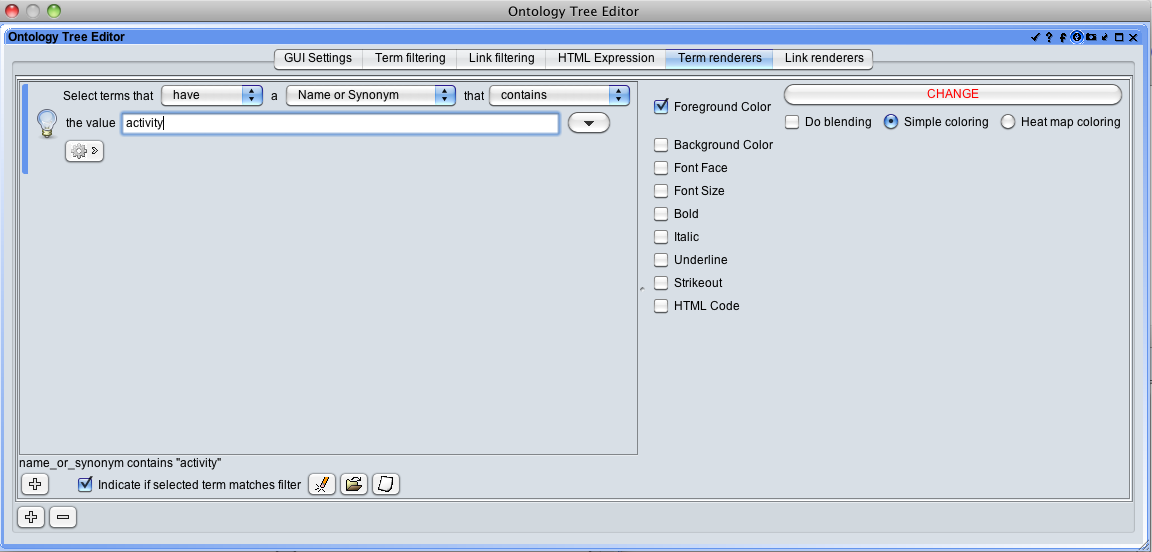 Ontology Tree Editor
Ontology Tree Editor
GUI Settings Term filtering Link filtering HTML Expression Term renderers Link renderers
Select terms that have a Name or Synonym that contains
the value activity
Foreground Color
CHANGE
Do blending Simple coloring Heat map coloring
Background Color
Font Face
Font Size
Bold
Italic
Underline
Strikeout
HTML Code
name_or_synonym contains "activity"
Indicate if selected term matches filter